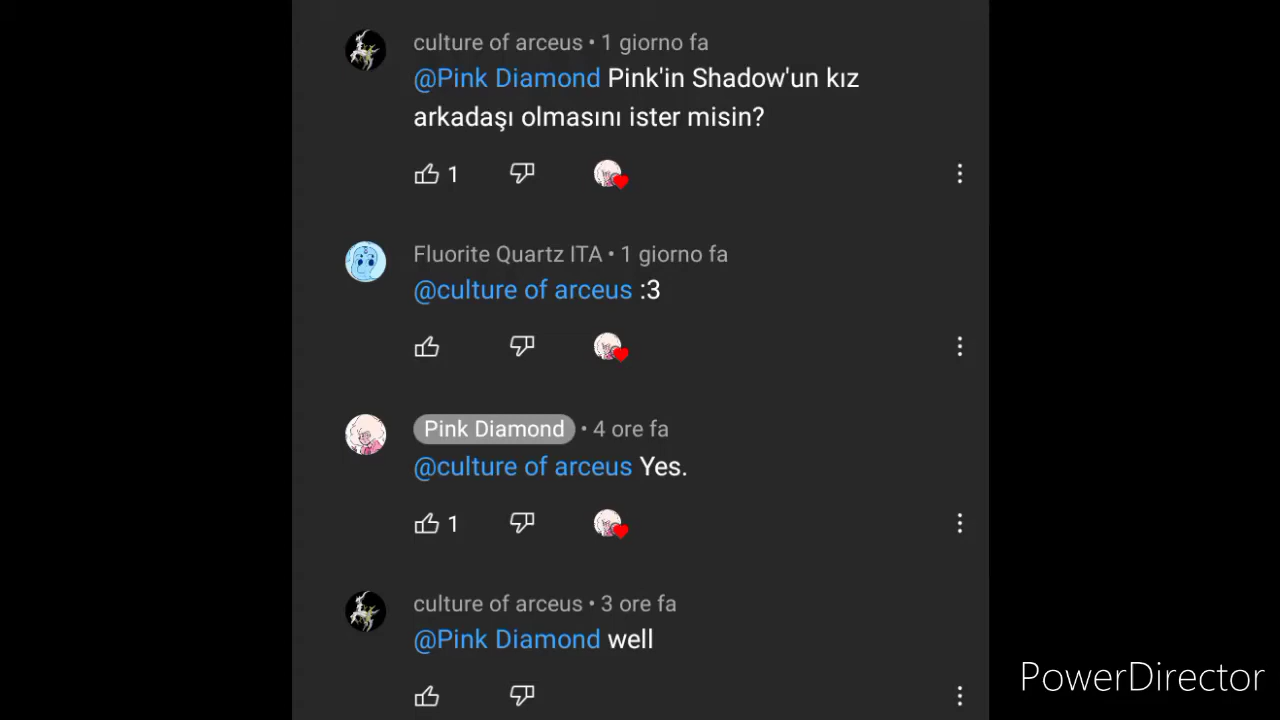 culture of arceus • 1 giorno fa
@Pink Diamond Pink'in Shadow'un kız
arkadaşı olmasını ister misin?
1
Fluorite Quartz ITA • 1 giorno fa
@culture of arceus :3
Pink Diamond • 4 ore fa
@culture of arceus Yes.
1
culture of arceus • 3 ore fa
@Pink Diamond well
PowerDirector